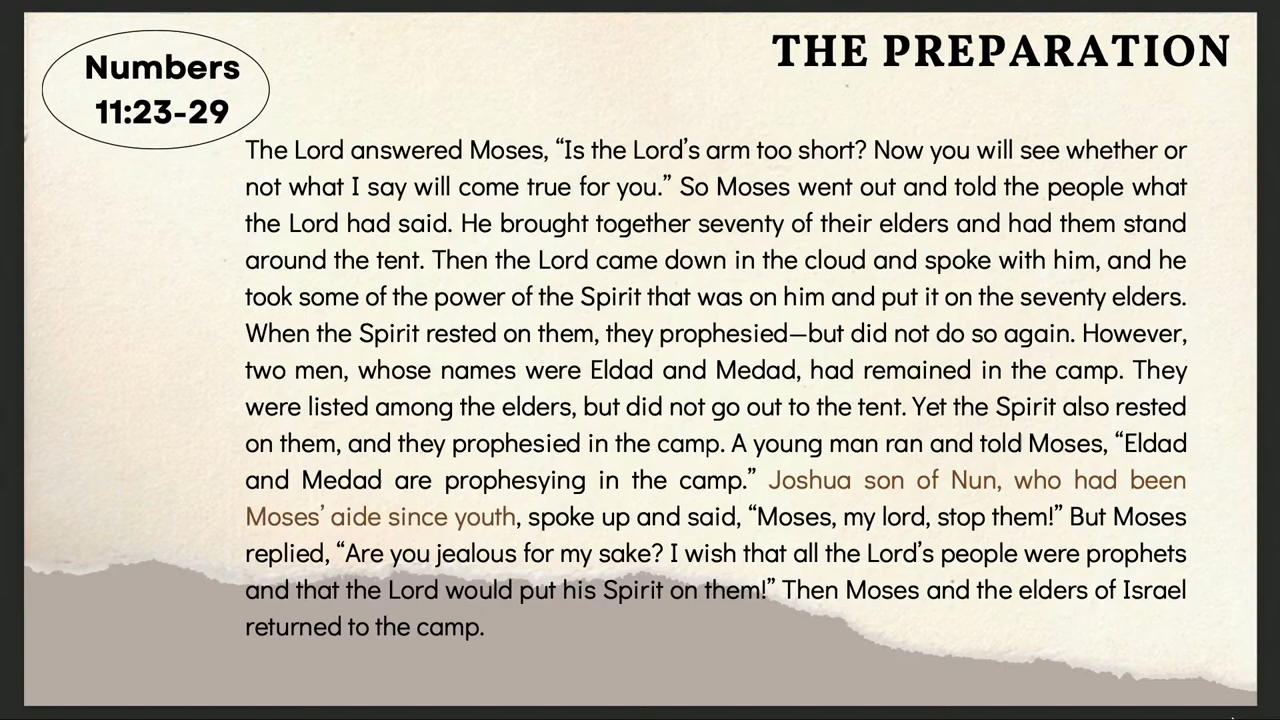 Numbers
11:23-29
THE PREPARATION
The Lord answered Moses, “Is the Lord’s arm too short? Now you will see whether or
not what I say will come true for you.” So Moses went out and told the people what
the Lord had said. He brought together seventy of their elders and had them stand
around the tent. Then the Lord came down in the cloud and spoke with him, and he
took some of the power of the Spirit that was on him and put it on the seventy elders.
When the Spirit rested on them, they prophesied—but did not do so again. However,
two men, whose names were Eldad and Medad, had remained in the camp. They
were listed among the elders, but did not go out to the tent. Yet the Spirit also rested
on them, and they prophesied in the camp. A young man ran and told Moses, “Eldad
and Medad are prophesying in the camp.” Joshua son of Nun, who had been
Moses’ aide since youth, spoke up and said, “Moses, my lord, stop them!” But Moses
replied, “Are you jealous for my sake? I wish that all the Lord’s people were prophets
and that the Lord would put his Spirit on them!” Then Moses and the elders of Israel
returned to the camp.